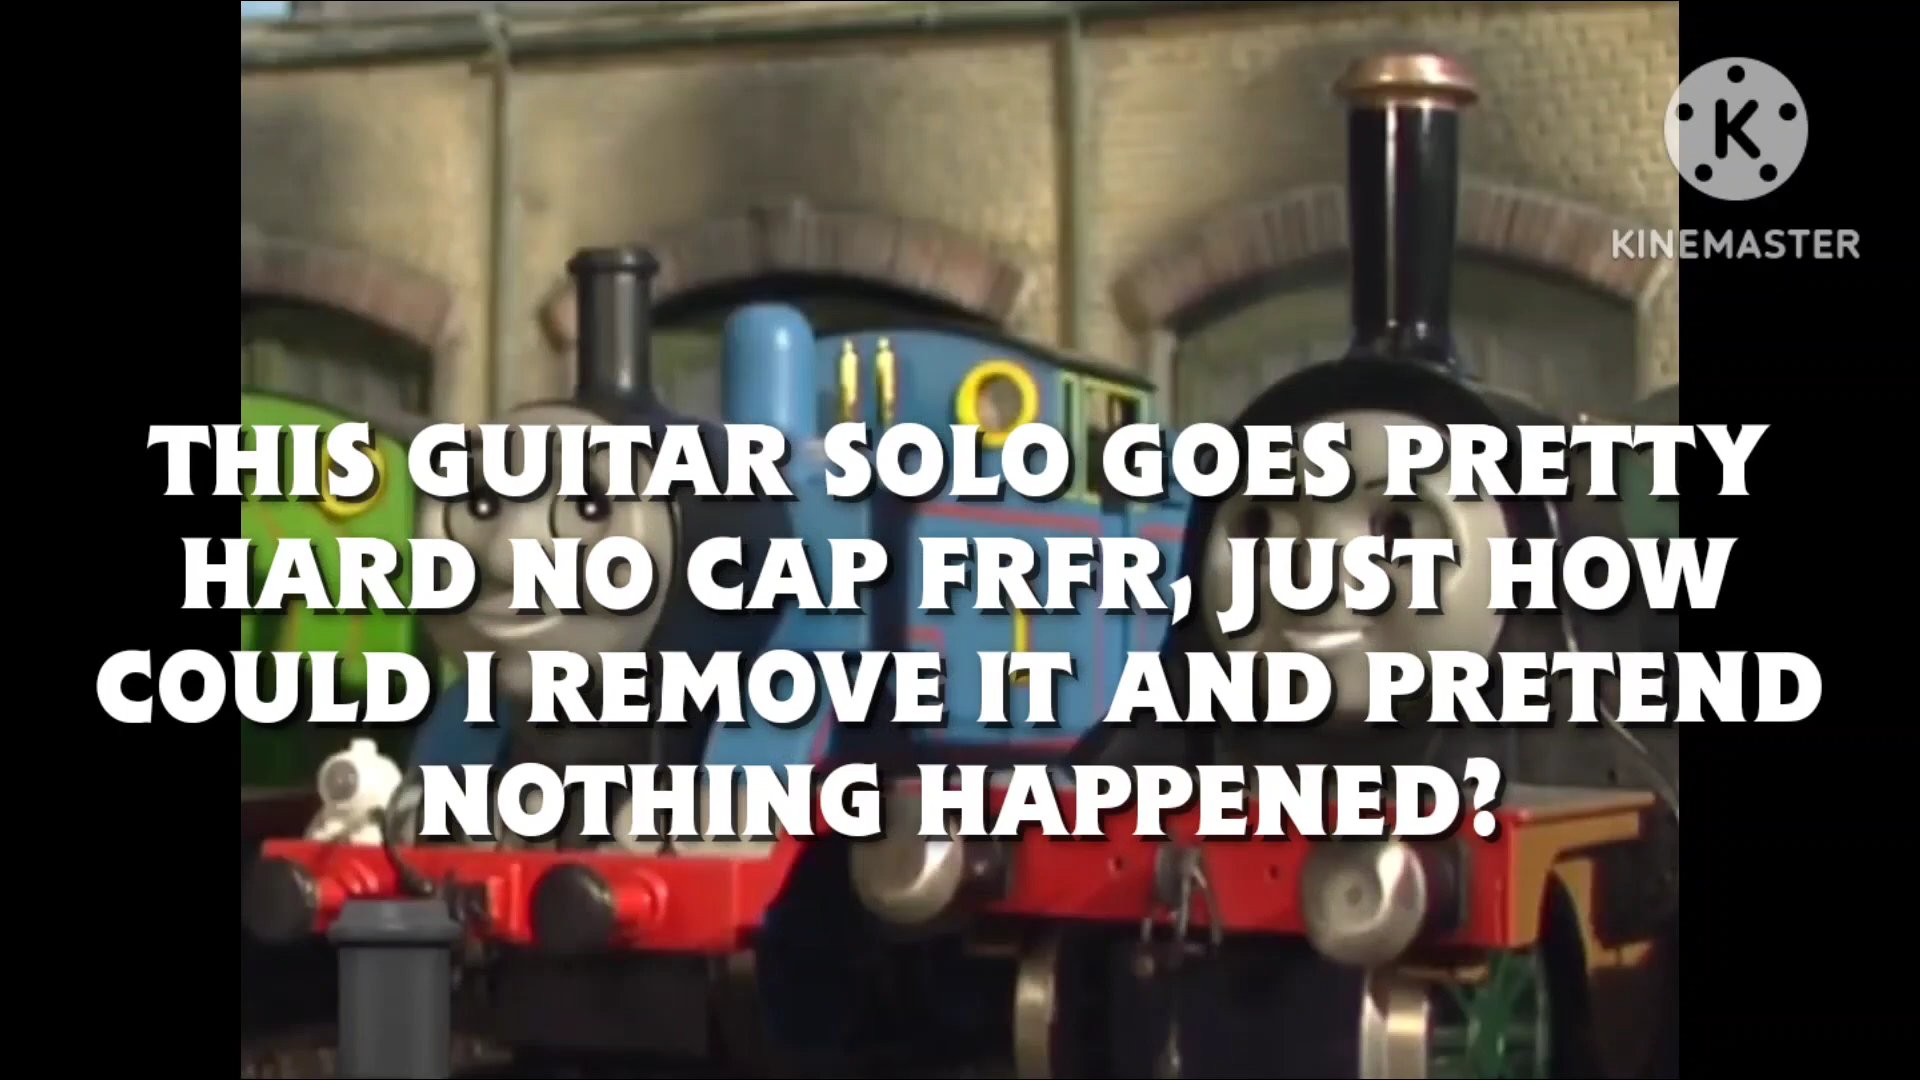 K
KINEMASTER
THIS GUITAR SOLO GOES PRETTY
HARD NO CAP FRFR, JUST HOW
COULD I REMOVE IT AND PRETEND
NOTHING HAPPENED?